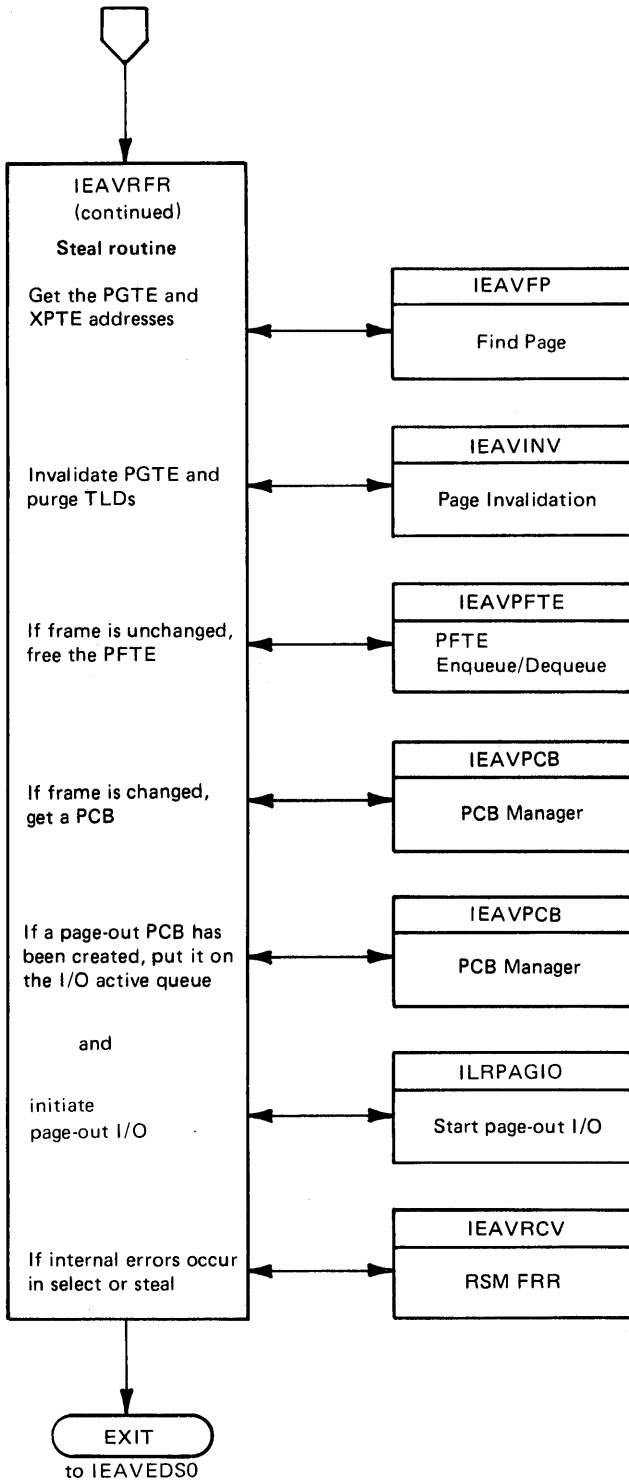 IEAVRFR
(continued)
Steal routine
Get the PGTE and
XPTE addresses
IEAVFP
Find Page
Invalidate PGTE and
purge TLDs
IEAVINV
Page Invalidation
If frame is unchanged,
free the PFTE
IEAVPFTE
PFTE
Enqueue/Dequeue
If frame is changed,
get a PCB
IEAVPCB
PCB Manager
If a page-out PCB has
been created, put it on
the I/O active queue
IEAVPCB
PCB Manager
and
initiate
page-out I/O
ILRPAGIO
Start page-out I/O
If internal errors occur
in select or steal
IEAVRCV
RSM FRR
EXIT
to IEAVEDS0